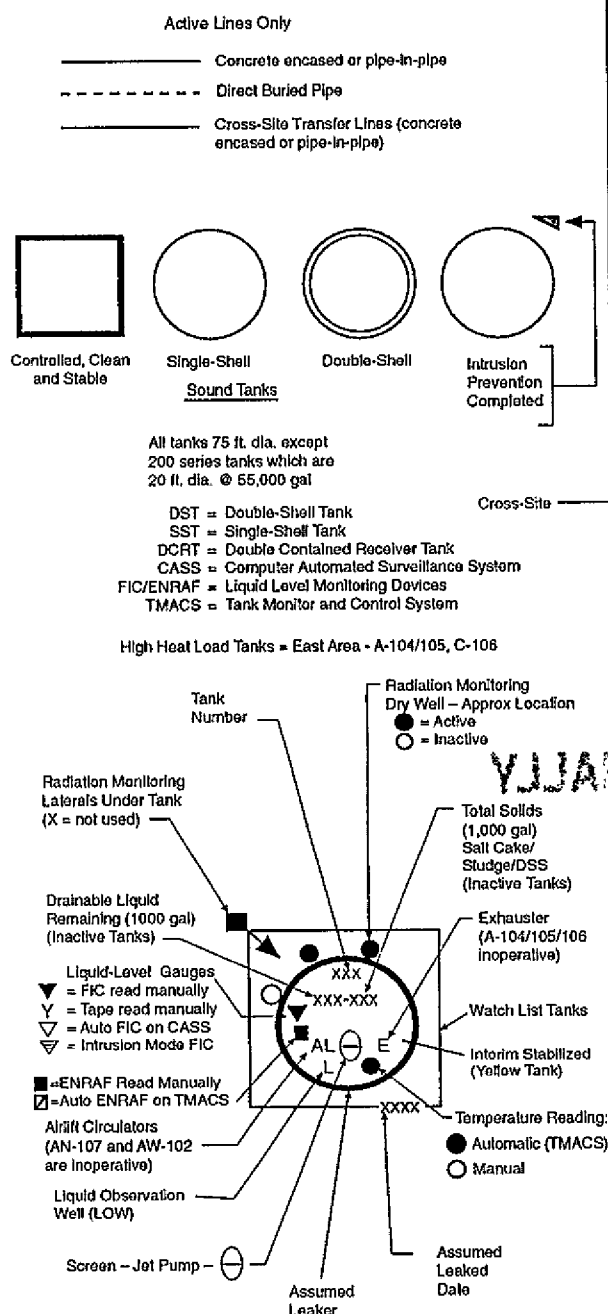 Active Lines Only
Concrete encased or pipe-in-pipe
Direct Buried Pipe
Cross-Site Transfer Lines (concrete
encased or pipe-in-pipe)
Controlled, Clean
and Stable
Single-Shell
Double-Shell
Intrusion
Prevention
Completed
Sound Tanks
All tanks 75 ft. dia. except
200 series tanks which are
20 ft. dia. @ 55,000 gal
Cross-Site
DST = Double-Shell Tank
SST = Single-Shell Tank
DCRT = Double Contained Receiver Tank
CASS = Computer Automated Surveillance System
FIC/ENRAF = Liquid Level Monitoring Devices
TMACS = Tank Monitor and Control System
High Heat Load Tanks = East Area - A-104/105, C-106
Tank
Number
Radiation Monitoring
Dry Well – Approx Location
= Active
= Inactive
Radiation Monitoring
Laterals Under Tank
(X = not used)
Total Solids
(1,000 gal)
Salt Cake/
Sludge/DSS
(Inactive Tanks)
Drainable Liquid
Remaining (1000 gal)
(Inactive Tanks)
Exhauster
(A-104/105/106
inoperative)
Liquid-Level Gauges
= FIC read manually
Y = Tape read manually
= Auto FIC on CASS
= Intrusion Mode FIC
XXX
XXX-XXX
AL
E
L
Watch List Tanks
Interim Stabilized
(Yellow Tank)
=ENRAF Read Manually
=Auto ENRAF on TMACS
XXXX
Temperature Reading:
Automatic (TMACS)
Manual
Airlift Circulators
(AN-107 and AW-102
are inoperative)
Liquid Observation
Well (LOW)
Screen – Jet Pump –
Assumed
Leaker
Assumed
Leaked
Date